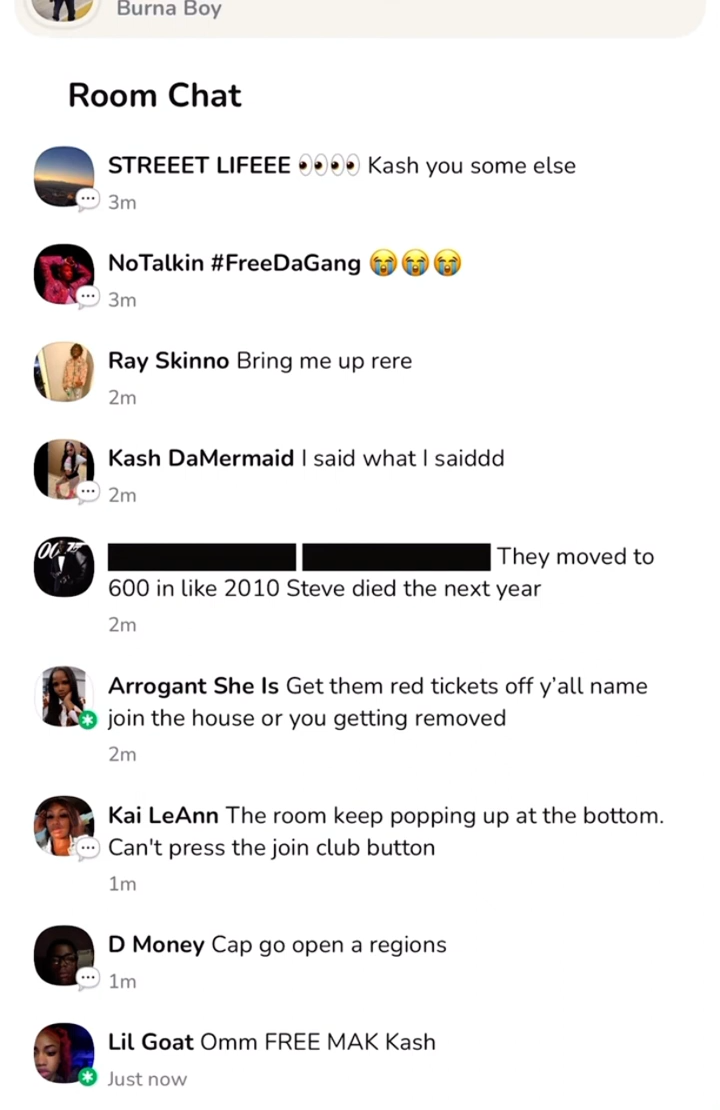 Burna Boy
Room Chat
STREEET LIFEEE 👀👀 Kash you some else
3m
NoTalkin #FreeDaGang 😭😭😭
3m
Ray Skinno Bring me up rere
2m
Kash DaMermaid I said what I saiddd
2m
They moved to
600 in like 2010 Steve died the next year
2m
Arrogant She Is Get them red tickets off y'all name
join the house or you getting removed
2m
Kai LeAnn The room keep popping up at the bottom.
Can't press the join club button
1m
D Money Cap go open a regions
1m
Lil Goat Omm FREE MAK Kash
Just now